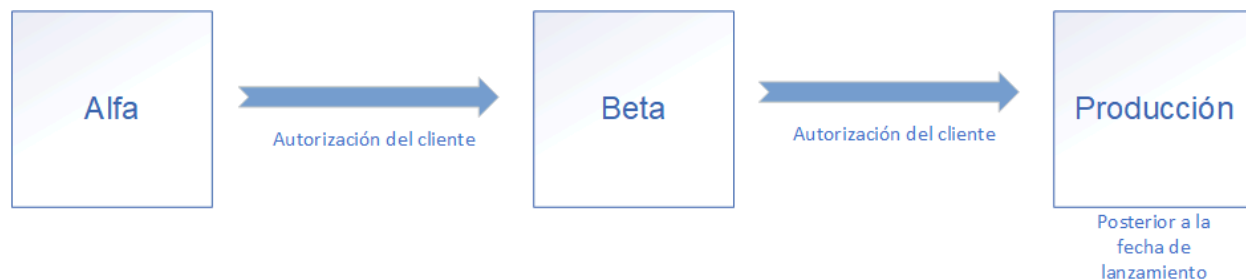 Alfa
Autorización del cliente
Beta
Autorización del cliente
Producción
Posterior a la
fecha de
lanzamiento